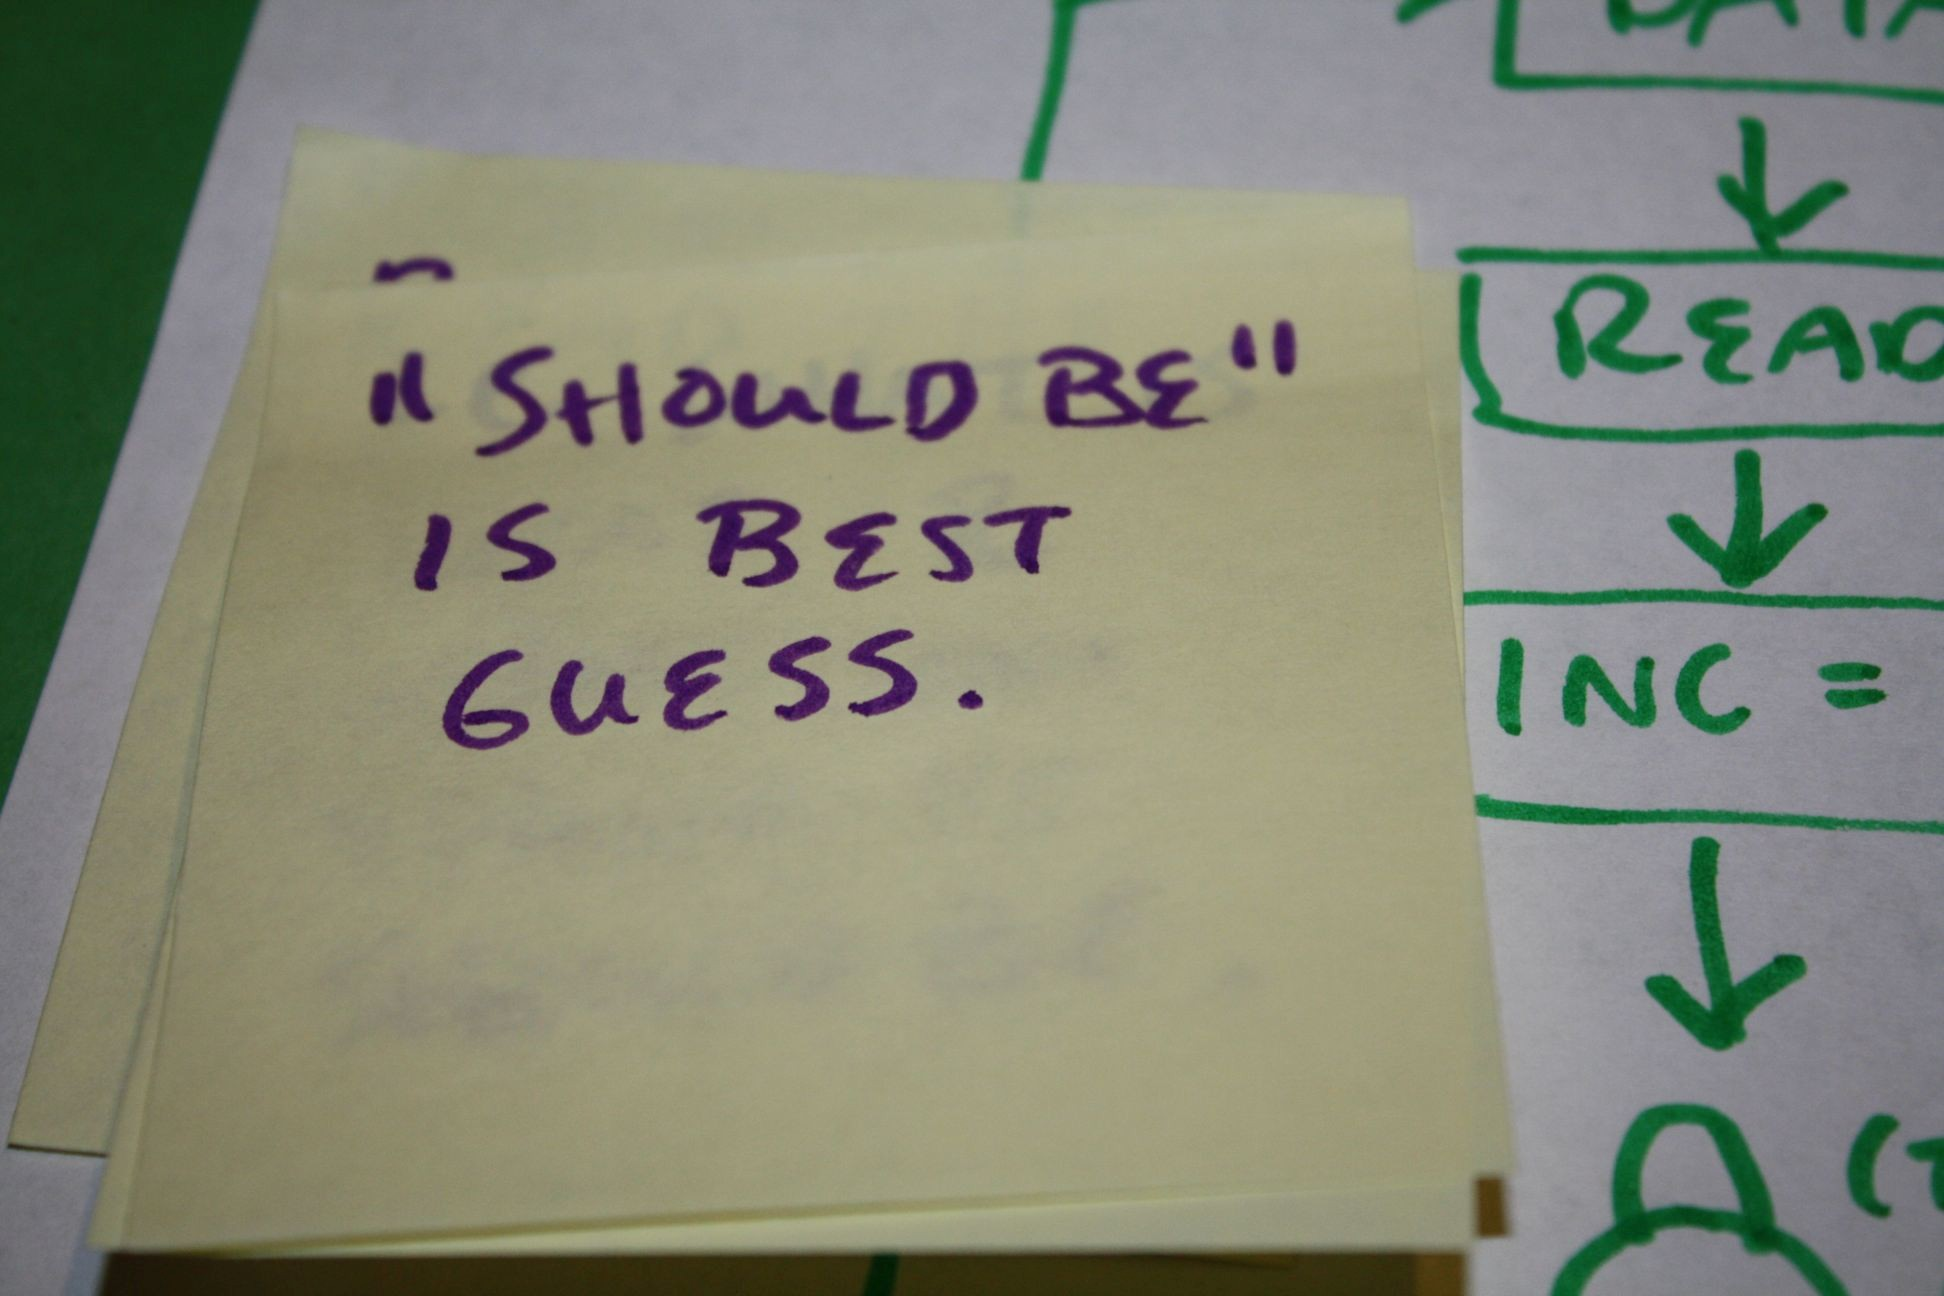 "SHOULD BE"
IS BEST
GUESS.
READ
INC =